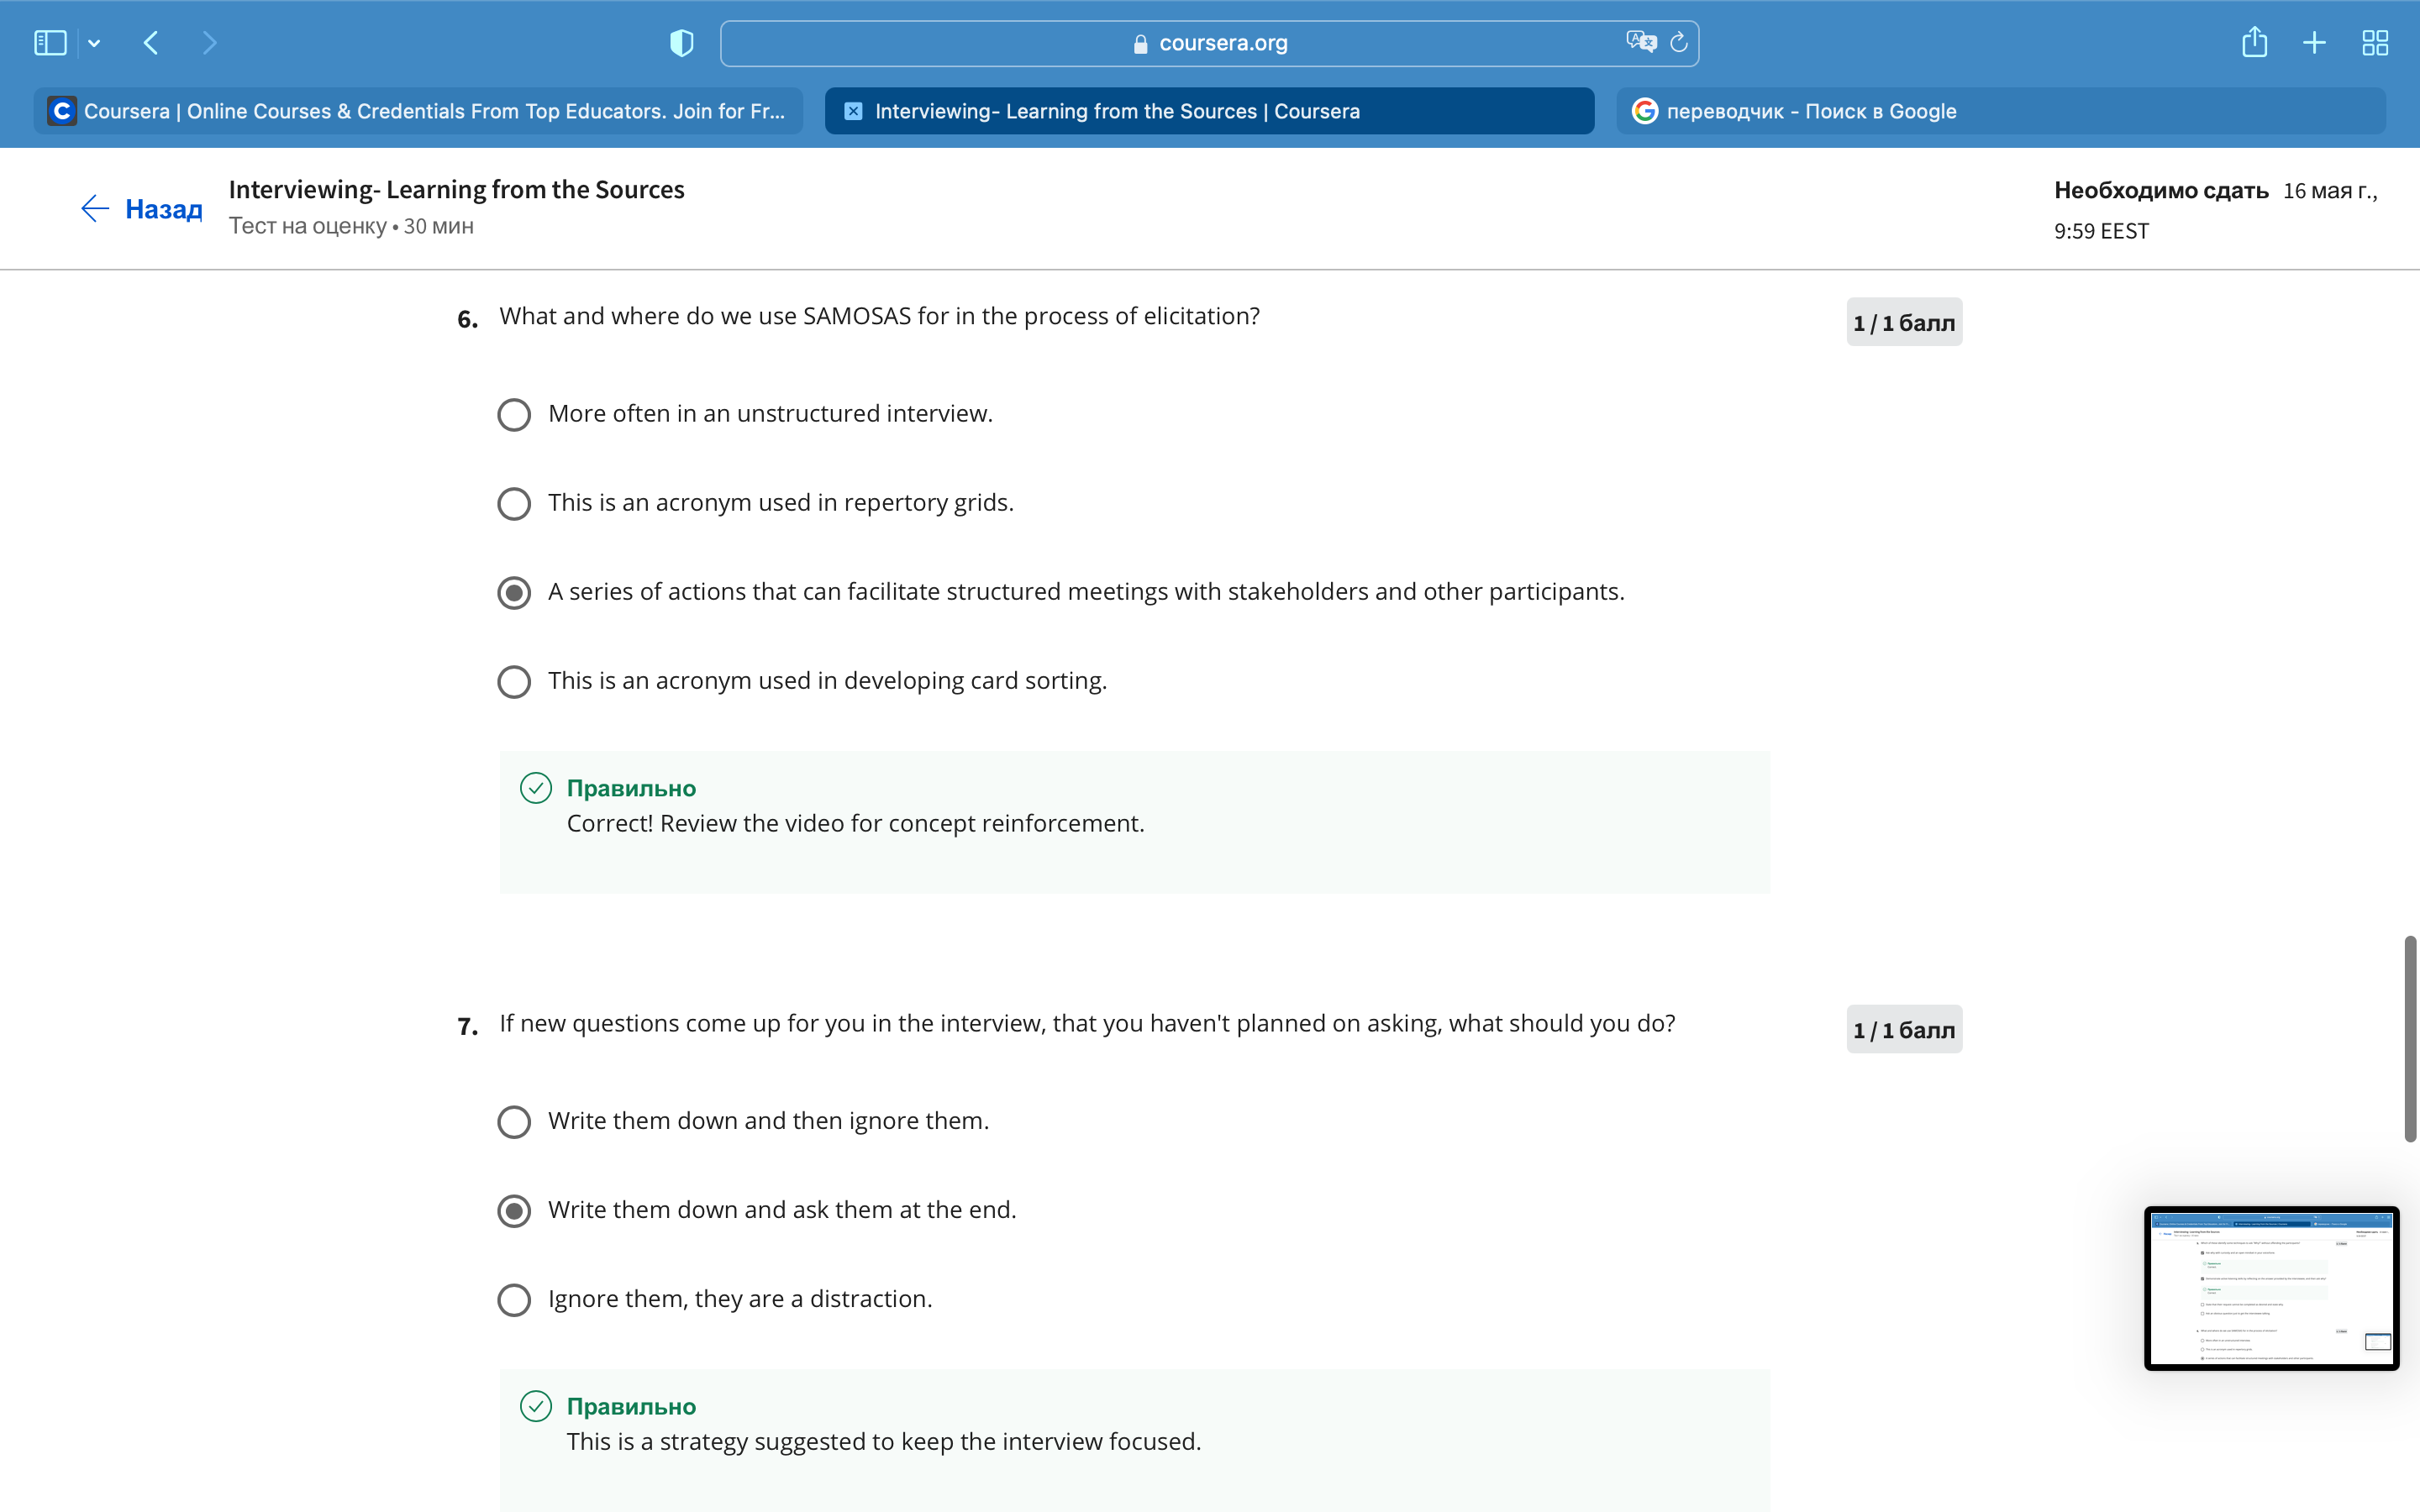 coursera.org
Coursera | Online Courses & Credentials From Top Educators. Join for Fr...
Interviewing- Learning from the Sources | Coursera
переводчик - Поиск в Google
Назад
Interviewing- Learning from the Sources
Тест на оценку • 30 мин
Необходимо сдать 16 мая г.,
9:59 EEST
6. What and where do we use SAMOSAS for in the process of elicitation?
1 / 1 балл
More often in an unstructured interview.
This is an acronym used in repertory grids.
A series of actions that can facilitate structured meetings with stakeholders and other participants.
This is an acronym used in developing card sorting.
Правильно
Correct! Review the video for concept reinforcement.
7. If new questions come up for you in the interview, that you haven't planned on asking, what should you do?
1 / 1 балл
Write them down and then ignore them.
Write them down and ask them at the end.
Ignore them, they are a distraction.
Правильно
This is a strategy suggested to keep the interview focused.